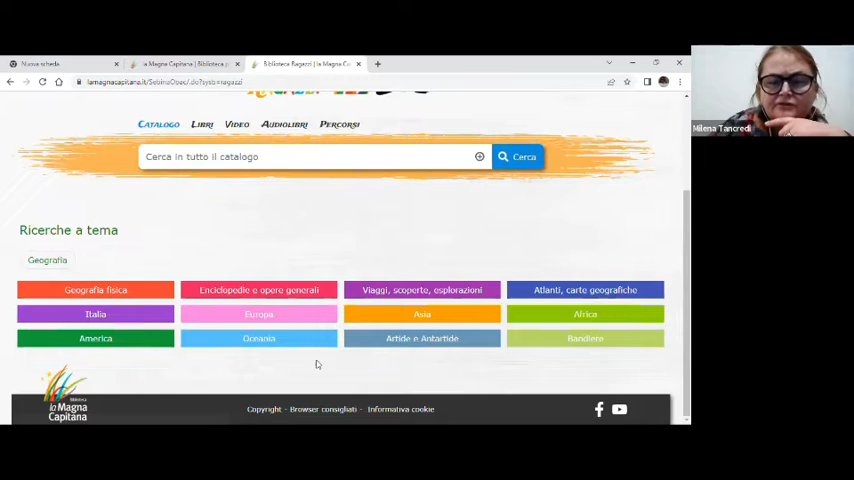 Nuova scheda
la Magna Capitana | Biblioteca p
Biblioteca Ragazzi | la Magna Ca
lamagnacapitana.it/SebinaOpac/.do?sysb=ragazzi
Milena Tancredi
Catalogo Libri Video Audiolibri Percorsi
Cerca in tutto il catalogo
Cerca
Ricerche a tema
Geografia
Geografia fisica Enciclopedie e opere generali Viaggi, scoperte, esplorazioni Atlanti, carte geografiche
Italia Europa Asia Africa
America Oceania Artide e Antartide Bandiere
Biblioteca
la Magna
Capitana
Copyright - Browser consigliati - Informativa cookie